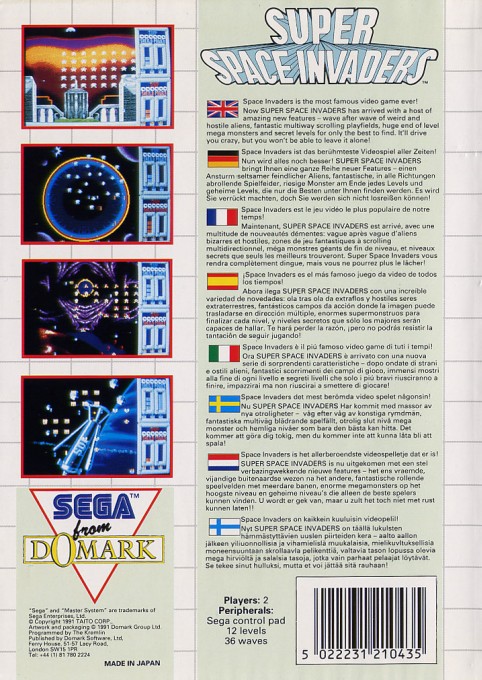 SUPER
SPACE INVADERS™
Space Invaders is the most famous video game ever!
Now SUPER SPACE INVADERS has arrived with a host of
amazing new features – wave after wave of weird and
hostile aliens, fantastic multiway scrolling playfields, huge end of level
mega monsters and secret levels for only the best to find. It'll drive
you crazy, but you won't be able to leave it alone!
Space Invaders ist das berühmteste Videospiel aller Zeiten!
Nun wird alles noch besser! SUPER SPACE INVADERS
bringt Ihnen eine ganze Reihe neuer Features – einen
Ansturm seltsamer feindlicher Aliens, fantastische, in alle Richtungen
abrollende Spielfelder, riesige Monster am Ende jedes Levels und
geheime Levels, die nur die Besten unter Ihnen finden werden. Es wird
Sie verrückt machten, doch Sie werden sich nicht losreißen können!
Space Invaders est le jeu vidéo le plus populaire de notre
temps!
Maintenant, SUPER SPACE INVADERS est arrivé, avec une
multitude de nouveautés démentes: vague après vague d'aliens
bizarres et hostiles, zones de jeu fantastiques à scrolling
multidirectionnel, méga monstres géants de fin de niveau, et niveaux
secrets que seuls les meilleurs trouveront. Super Space Invaders vous
rendra complètement dingue, mais vous ne pourrez plus le lâcher!
¡Space Invaders es el más famoso juego da vídeo de todos
los tiempos!
Abora ilega SUPER SPACE INVADERS con una increíble
variedad de novedades: ola tras ola da extraños y hostiles seres
extraterrestres, fantásticos campos da acción donde la imagen puede
trasladarse en dirección múltiple, enormes supermonstruos para
finalizar cada nivel, y niveles secretos que sólo los majores serán
capaces de hallar. Te hará perder la razón, ¡pero no podrás resistir la
tentación de seguir jugando!
Space Invaders è il più famoso video game di tuti i tempi!
Ora SUPER SPACE INVADERS è arrivato con una nuova
serie di sorprendenti caratteristiche – dopo ondate di strani
e ostili alieni, fantastici scorrimenti dei campi di gioco, immensi mostri
alla fine di ogni livello e segreti livelli che solo i più bravi riusciranno a
finire, impazzirai ma non riuscirai a smettere di giocare!
Space Invaders det mest berömda video spelet någonsin!
Nu SUPER SPACE INVADERS Har kommit med massor av
nya otroligheter – våg efter våg av konstiga rymdmän,
fantastiska multiväg blädrande spelfält, otrolig slut nivå mega
monster och hemliga nivåer som bara den bästa kan hitta. Det
kommer att göra dig tokig, men du kommer inte att kunna låta bli att
spala!
Space Invaders is het allerberoendste videospelletje dat er is!
SUPER SPACE INVADERS is nu uitgekomen met een stel
verbazingwekkende nieuwe features – het ens vraemde,
vijandige buitenaardse wezon na het andere, fantastische rollende
speelvelden met meerdare banen, enorme megamonsters op het
hoogste niveau en geheime niveau's die alleen de beste spelers
kunnen vinden. U wordt er gek van, maar u zult het toch niet met rust
kunnen laten!!
Space Invaders on kaikkein kuuluisin videopeli!
Nyt SUPER SPACE INVADERS on täällä lukuisten
hämmästyttävien uusien piirteiden kera – aalto aallon
jälkeen yliluonnollisia ja vihamielistä muukalaisia, mielikuvituksellisia
moneensuuntaan skrollaavia pelikenttiä, valtavia tason lopussa olevia
mega hirviöitä ja salaisia tasoja, jotka vain parhaat pelaajat löytävät.
Se tekee sinut hulluksi, mutta et voi jättää sitä rauhaan!
SEGA™
from
DOMARK
"Sega" and "Master System" are trademarks of
Sega Enterprises, Ltd.
© Copyright 1991 TAITO CORP.
Artwork and packaging © 1991 Domark Group Ltd.
Programmed by The Kremlin
Published by Domark Software, Ltd.
Ferry House, 51-57 Lacy Road,
London SW15 1PR
Tel: +44 (1) 81 780 2224
MADE IN JAPAN
Players: 2
Peripherals:
Sega control pad
12 levels
36 waves
5 022231 210435